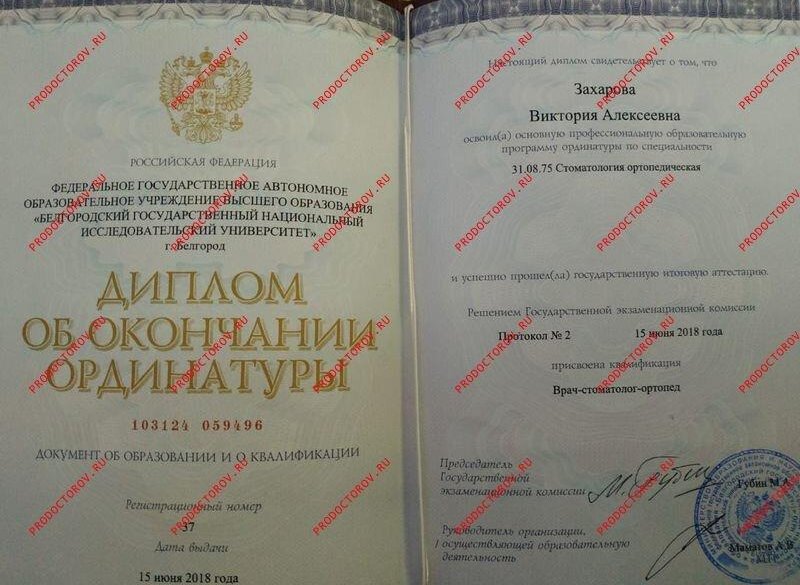 РОССИЙСКАЯ ФЕДЕРАЦИЯ
ФЕДЕРАЛЬНОЕ ГОСУДАРСТВЕННОЕ АВТОНОМНОЕ
ОБРАЗОВАТЕЛЬНОЕ УЧРЕЖДЕНИЕ ВЫСШЕГО ОБРАЗОВАНИЯ
«БЕЛГОРОДСКИЙ ГОСУДАРСТВЕННЫЙ НАЦИОНАЛЬНЫЙ
ИССЛЕДОВАТЕЛЬСКИЙ УНИВЕРСИТЕТ»
г. Белгород
ДИПЛОМ
ОБ ОКОНЧАНИИ
ОРДИНАТУРЫ
103124 059496
ДОКУМЕНТ ОБ ОБРАЗОВАНИИ И О КВАЛИФИКАЦИИ
Регистрационный номер
37
Дата выдачи
15 июня 2018 года
Настоящий диплом свидетельствует о том, что
Захарова
Виктория Алексеевна
освоил(а) основную профессиональную образовательную
программу ординатуры по специальности
31.08.75 Стоматология ортопедическая
и успешно прошел(ла) государственную итоговую аттестацию.
Решением Государственной экзаменационной комиссии
Протокол № 2 15 июня 2018 года
присвоена квалификация
Врач-стоматолог-ортопед
Председатель
Государственной
экзаменационной комиссии
Губин М.А.
Руководитель организации,
осуществляющей образовательную
деятельность
Маматов А.В.
PRODOCTOROV.RU